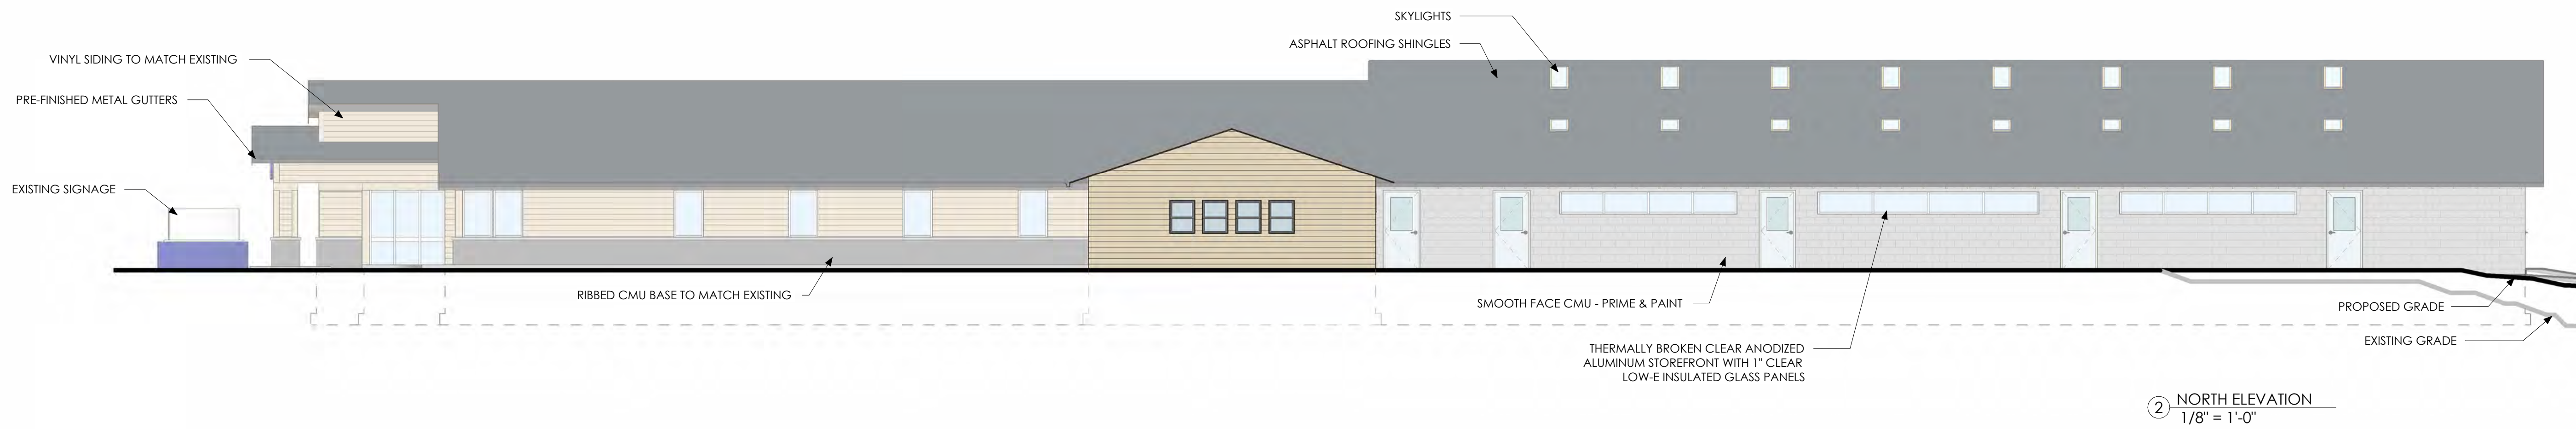 SKYLIGHTS
ASPHALT ROOFING SHINGLES
VINYL SIDING TO MATCH EXISTING
PRE-FINISHED METAL GUTTERS
EXISTING SIGNAGE
RIBBED CMU BASE TO MATCH EXISTING
SMOOTH FACE CMU - PRIME & PAINT
PROPOSED GRADE
EXISTING GRADE
THERMALLY BROKEN CLEAR ANODIZED
ALUMINUM STOREFRONT WITH 1" CLEAR
LOW-E INSULATED GLASS PANELS
2 NORTH ELEVATION
1/8" = 1'-0"